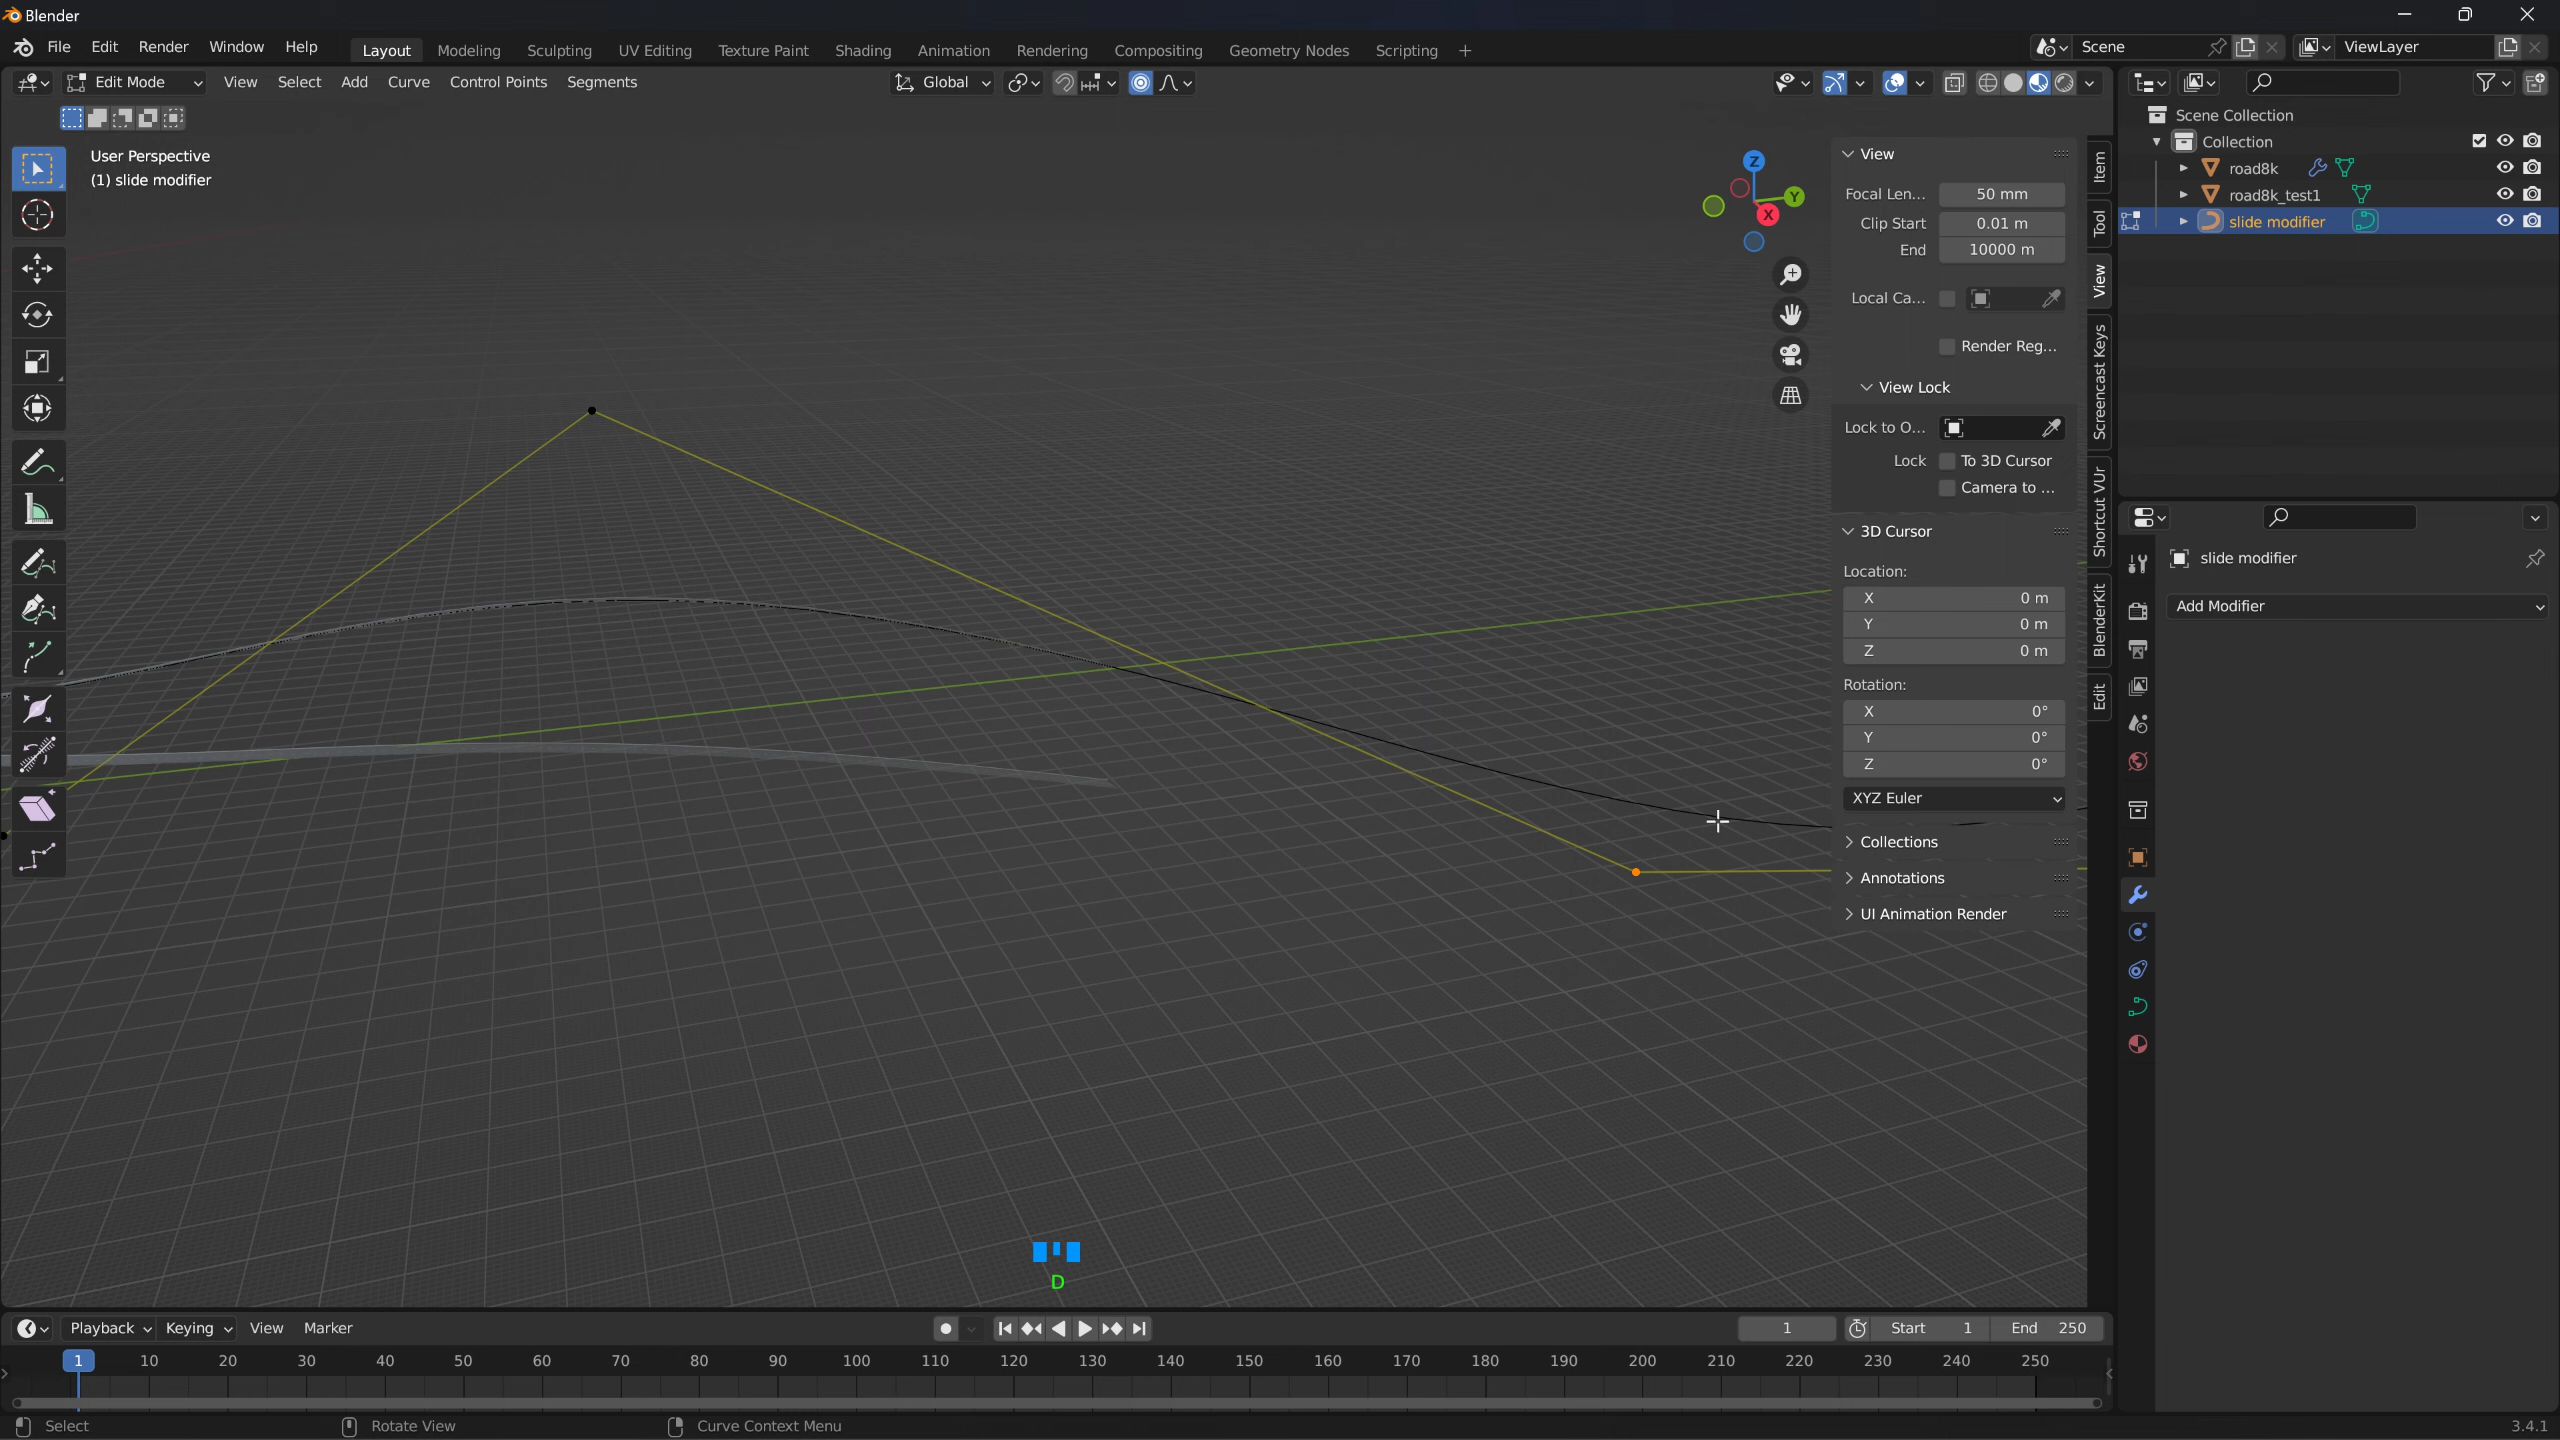 Blender
File Edit Render Window Help Layout Modeling Sculpting UV Editing Texture Paint Shading Animation Rendering Compositing Geometry Nodes Scripting + Scene ViewLayer
Edit Mode View Select Add Curve Control Points Segments Global
User Perspective
(1) slide modifier
Z
Y
X
View
Focal Len... 50 mm
Clip Start 0.01 m
End 10000 m
Local Ca...
Render Reg...
View Lock
Lock to O...
Lock To 3D Cursor
Camera to ...
3D Cursor
Location:
X 0 m
Y 0 m
Z 0 m
Rotation:
X 0°
Y 0°
Z 0°
XYZ Euler
Collections
Annotations
UI Animation Render
Item
Tool
View
Screencast Keys
Shortcut VUr
BlenderKit
Edit
Scene Collection
Collection
road8k
road8k_test1
slide modifier
slide modifier
Add Modifier
D
Playback Keying View Marker 1 Start 1 End 250
1 10 20 30 40 50 60 70 80 90 100 110 120 130 140 150 160 170 180 190 200 210 220 230 240 250
Select Rotate View Curve Context Menu 3.4.1